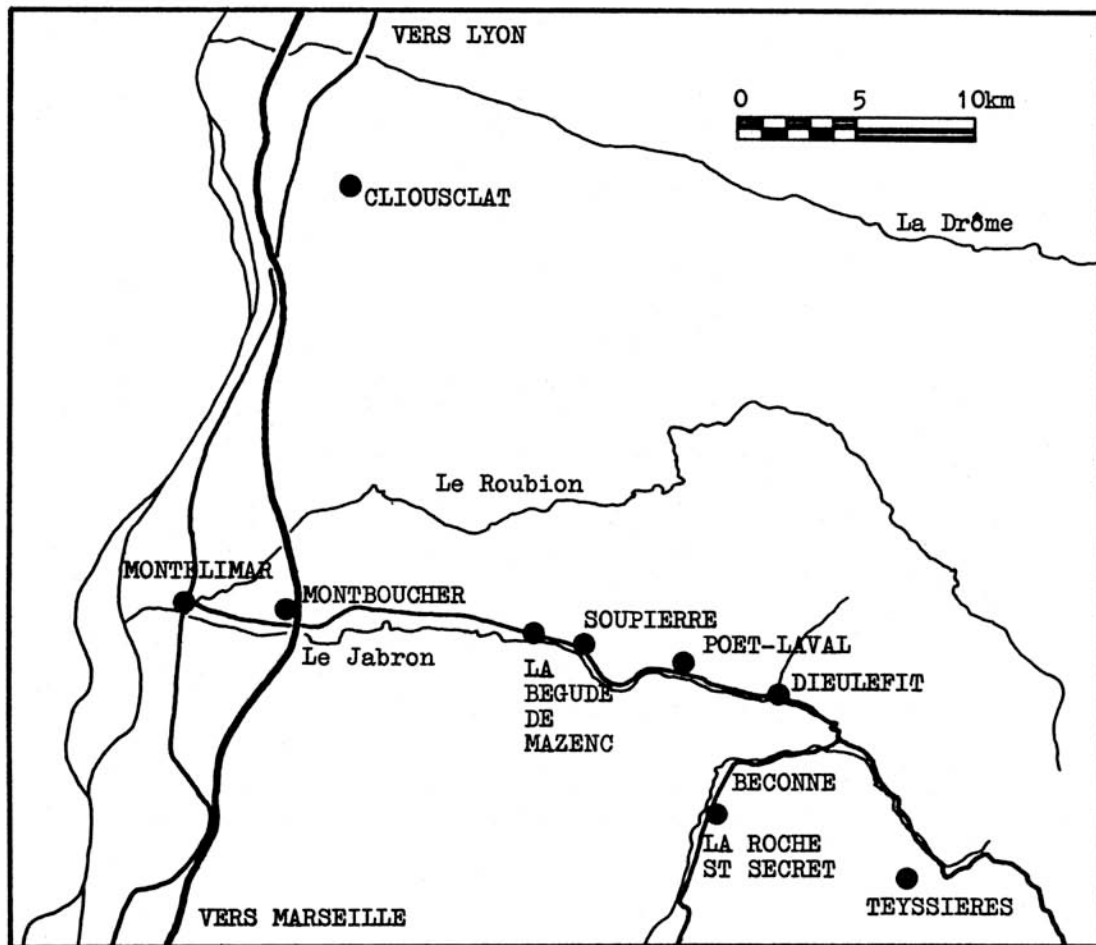 VERS LYON
0 5 10km
CLIOUSCLAT
La Drôme
Le Roubion
MONTELIMAR
MONTBOUCHER
SOUPIERRE
POET-LAVAL
Le Jabron
LA
BEGUDE
DE
MAZENC
DIEULEFIT
BECONNE
LA ROCHE
ST SECRET
TEYSSIERES
VERS MARSEILLE